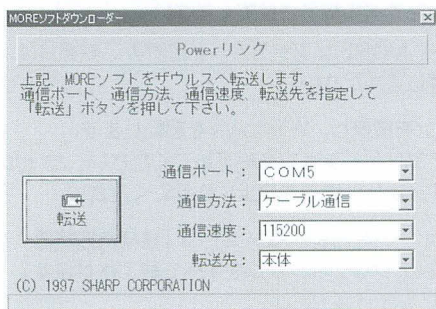 MOREソフトダウンローダー
Powerリンク
上記、MOREソフトをザウルスへ転送します。
通信ポート、通信方法、通信速度、転送先を指定して
「転送」ボタンを押して下さい。
通信ポート： COM5
通信方法： ケーブル通信
転送
通信速度： 115200
転送先： 本体
(C) 1997 SHARP CORPORATION